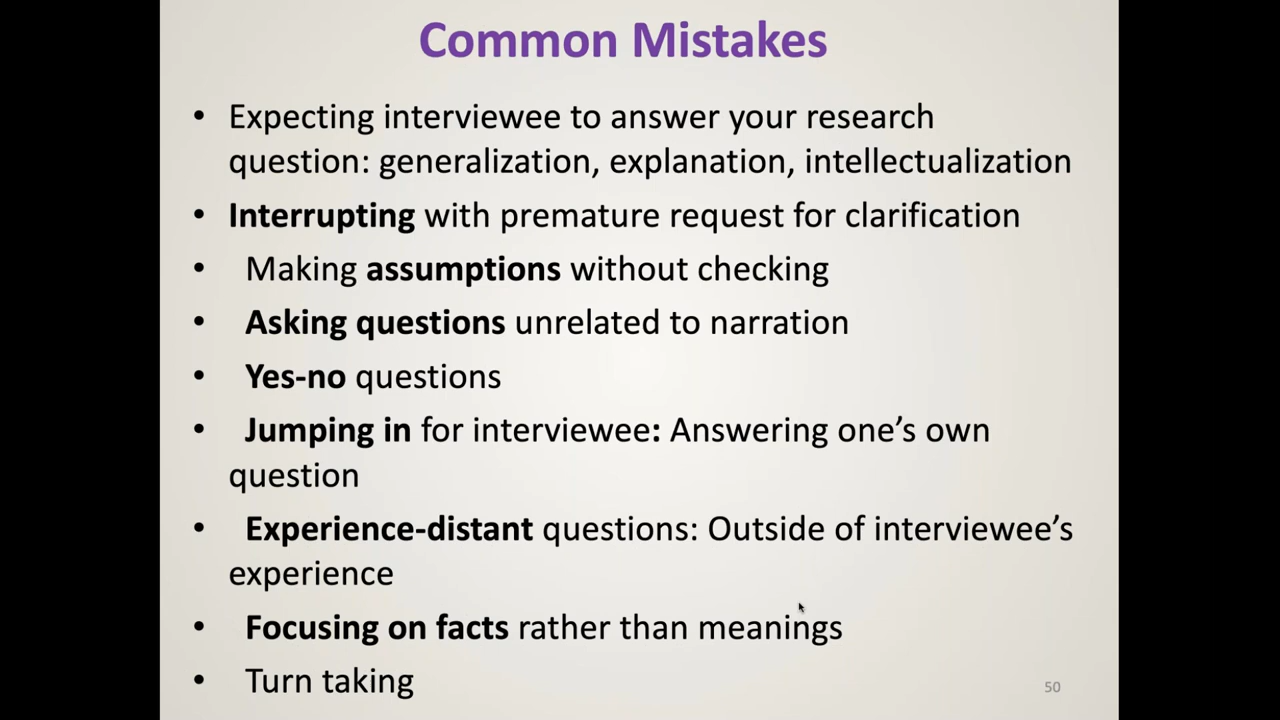 Common Mistakes
• Expecting interviewee to answer your research
question: generalization, explanation, intellectualization
• Interrupting with premature request for clarification
• Making assumptions without checking
• Asking questions unrelated to narration
• Yes-no questions
• Jumping in for interviewee: Answering one’s own
question
• Experience-distant questions: Outside of interviewee’s
experience
• Focusing on facts rather than meanings
• Turn taking
50